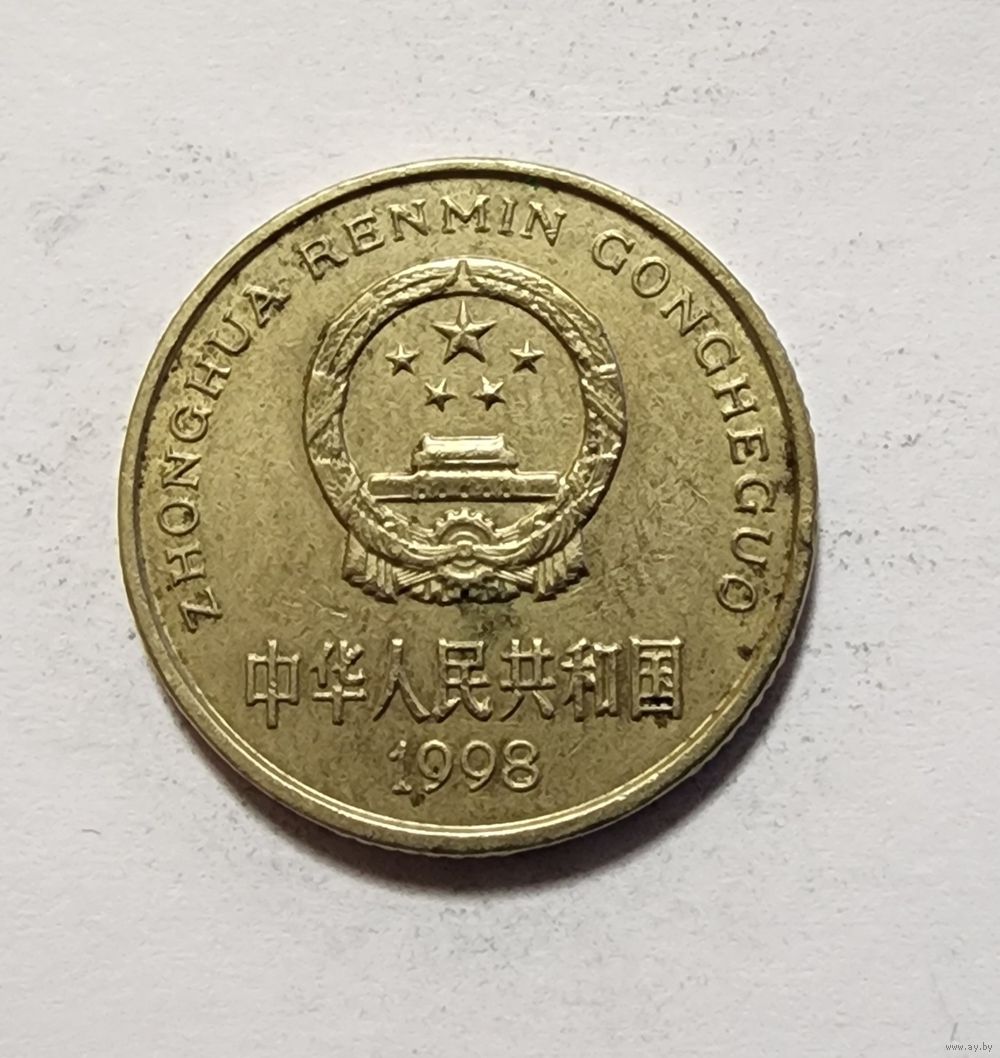 ZHONGHUA RENMIN GONGHEGUO
中华人民共和国
1998
www.ay.by